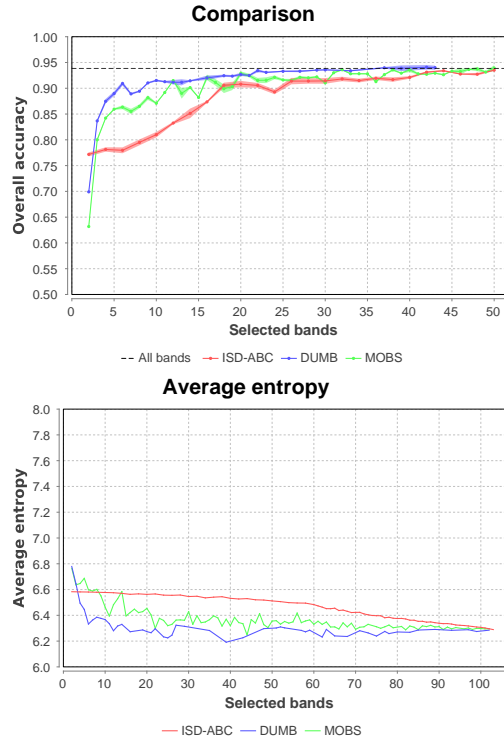 Comparison
1.00
0.95
0.90
0.85
0.80
0.75
0.70
0.65
0.60
0.55
0.50
Overall accuracy
0 5 10 15 20 25 30 35 40 45 50
Selected bands
All bands ISD-ABC DUMB MOBS
Average entropy
8.0
7.8
7.6
7.4
7.2
7.0
6.8
6.6
6.4
6.2
6.0
Average entropy
0 10 20 30 40 50 60 70 80 90 100
Selected bands
ISD-ABC DUMB MOBS